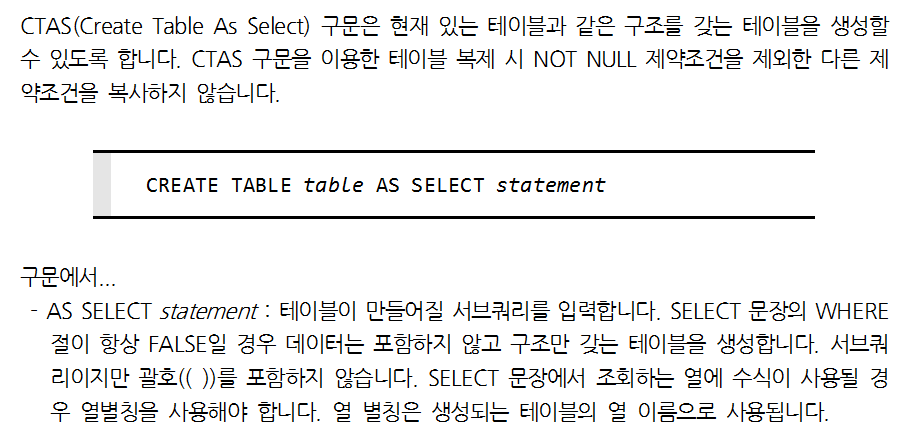 CTAS(Create Table As Select) 구문은 현재 있는 테이블과 같은 구조를 갖는 테이블을 생성할
수 있도록 합니다. CTAS 구문을 이용한 테이블 복제 시 NOT NULL 제약조건을 제외한 다른 제
약조건을 복사하지 않습니다.
CREATE TABLE table AS SELECT statement
구문에서...
- AS SELECT statement : 테이블이 만들어질 서브쿼리를 입력합니다. SELECT 문장의 WHERE
절이 항상 FALSE일 경우 데이터는 포함하지 않고 구조만 갖는 테이블을 생성합니다. 서브쿼
리이지만 괄호(( ))를 포함하지 않습니다. SELECT 문장에서 조회하는 열에 수식이 사용될 경
우 열별칭을 사용해야 합니다. 열 별칭은 생성되는 테이블의 열 이름으로 사용됩니다.